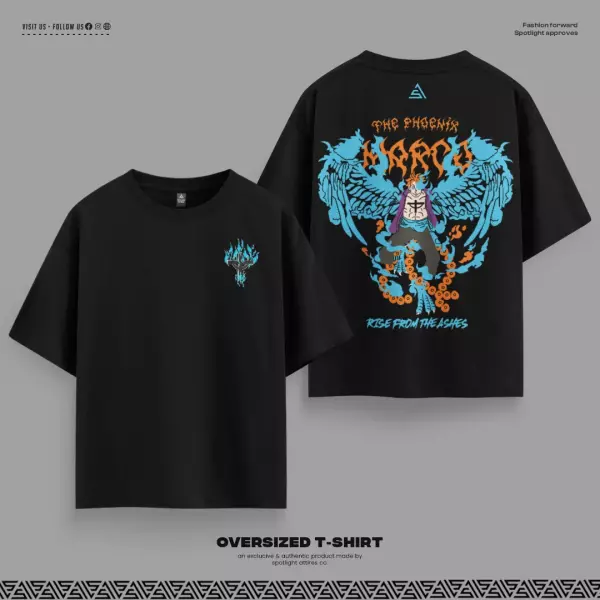 VISIT US - FOLLOW US
Fashion forward
Spotlight approves
THE PHOENIX
MARCO
RISE FROM THE ASHES
OVERSIZED T-SHIRT
an exclusive & authentic product made by
spotlight attires co.